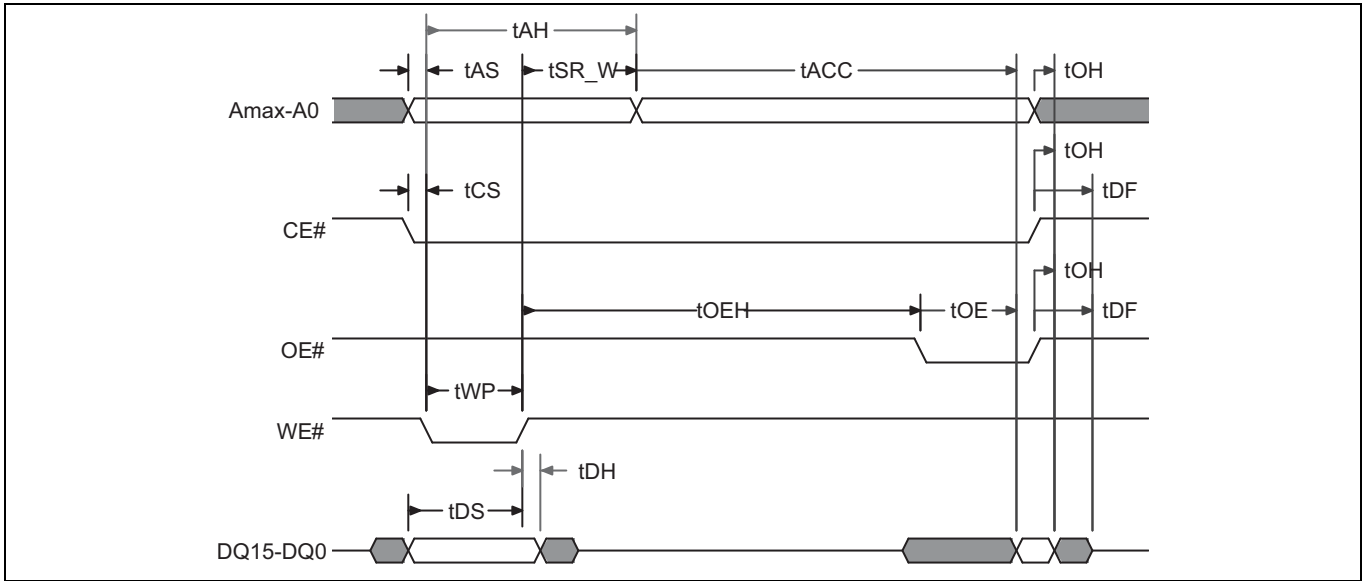 tAH
tAS
tSR_W
tACC
tOH
Amax-A0
tOH
tCS
tDF
CE#
tOH
tOEH
tOE
tDF
OE#
tWP
WE#
tDH
tDS
DQ15-DQ0